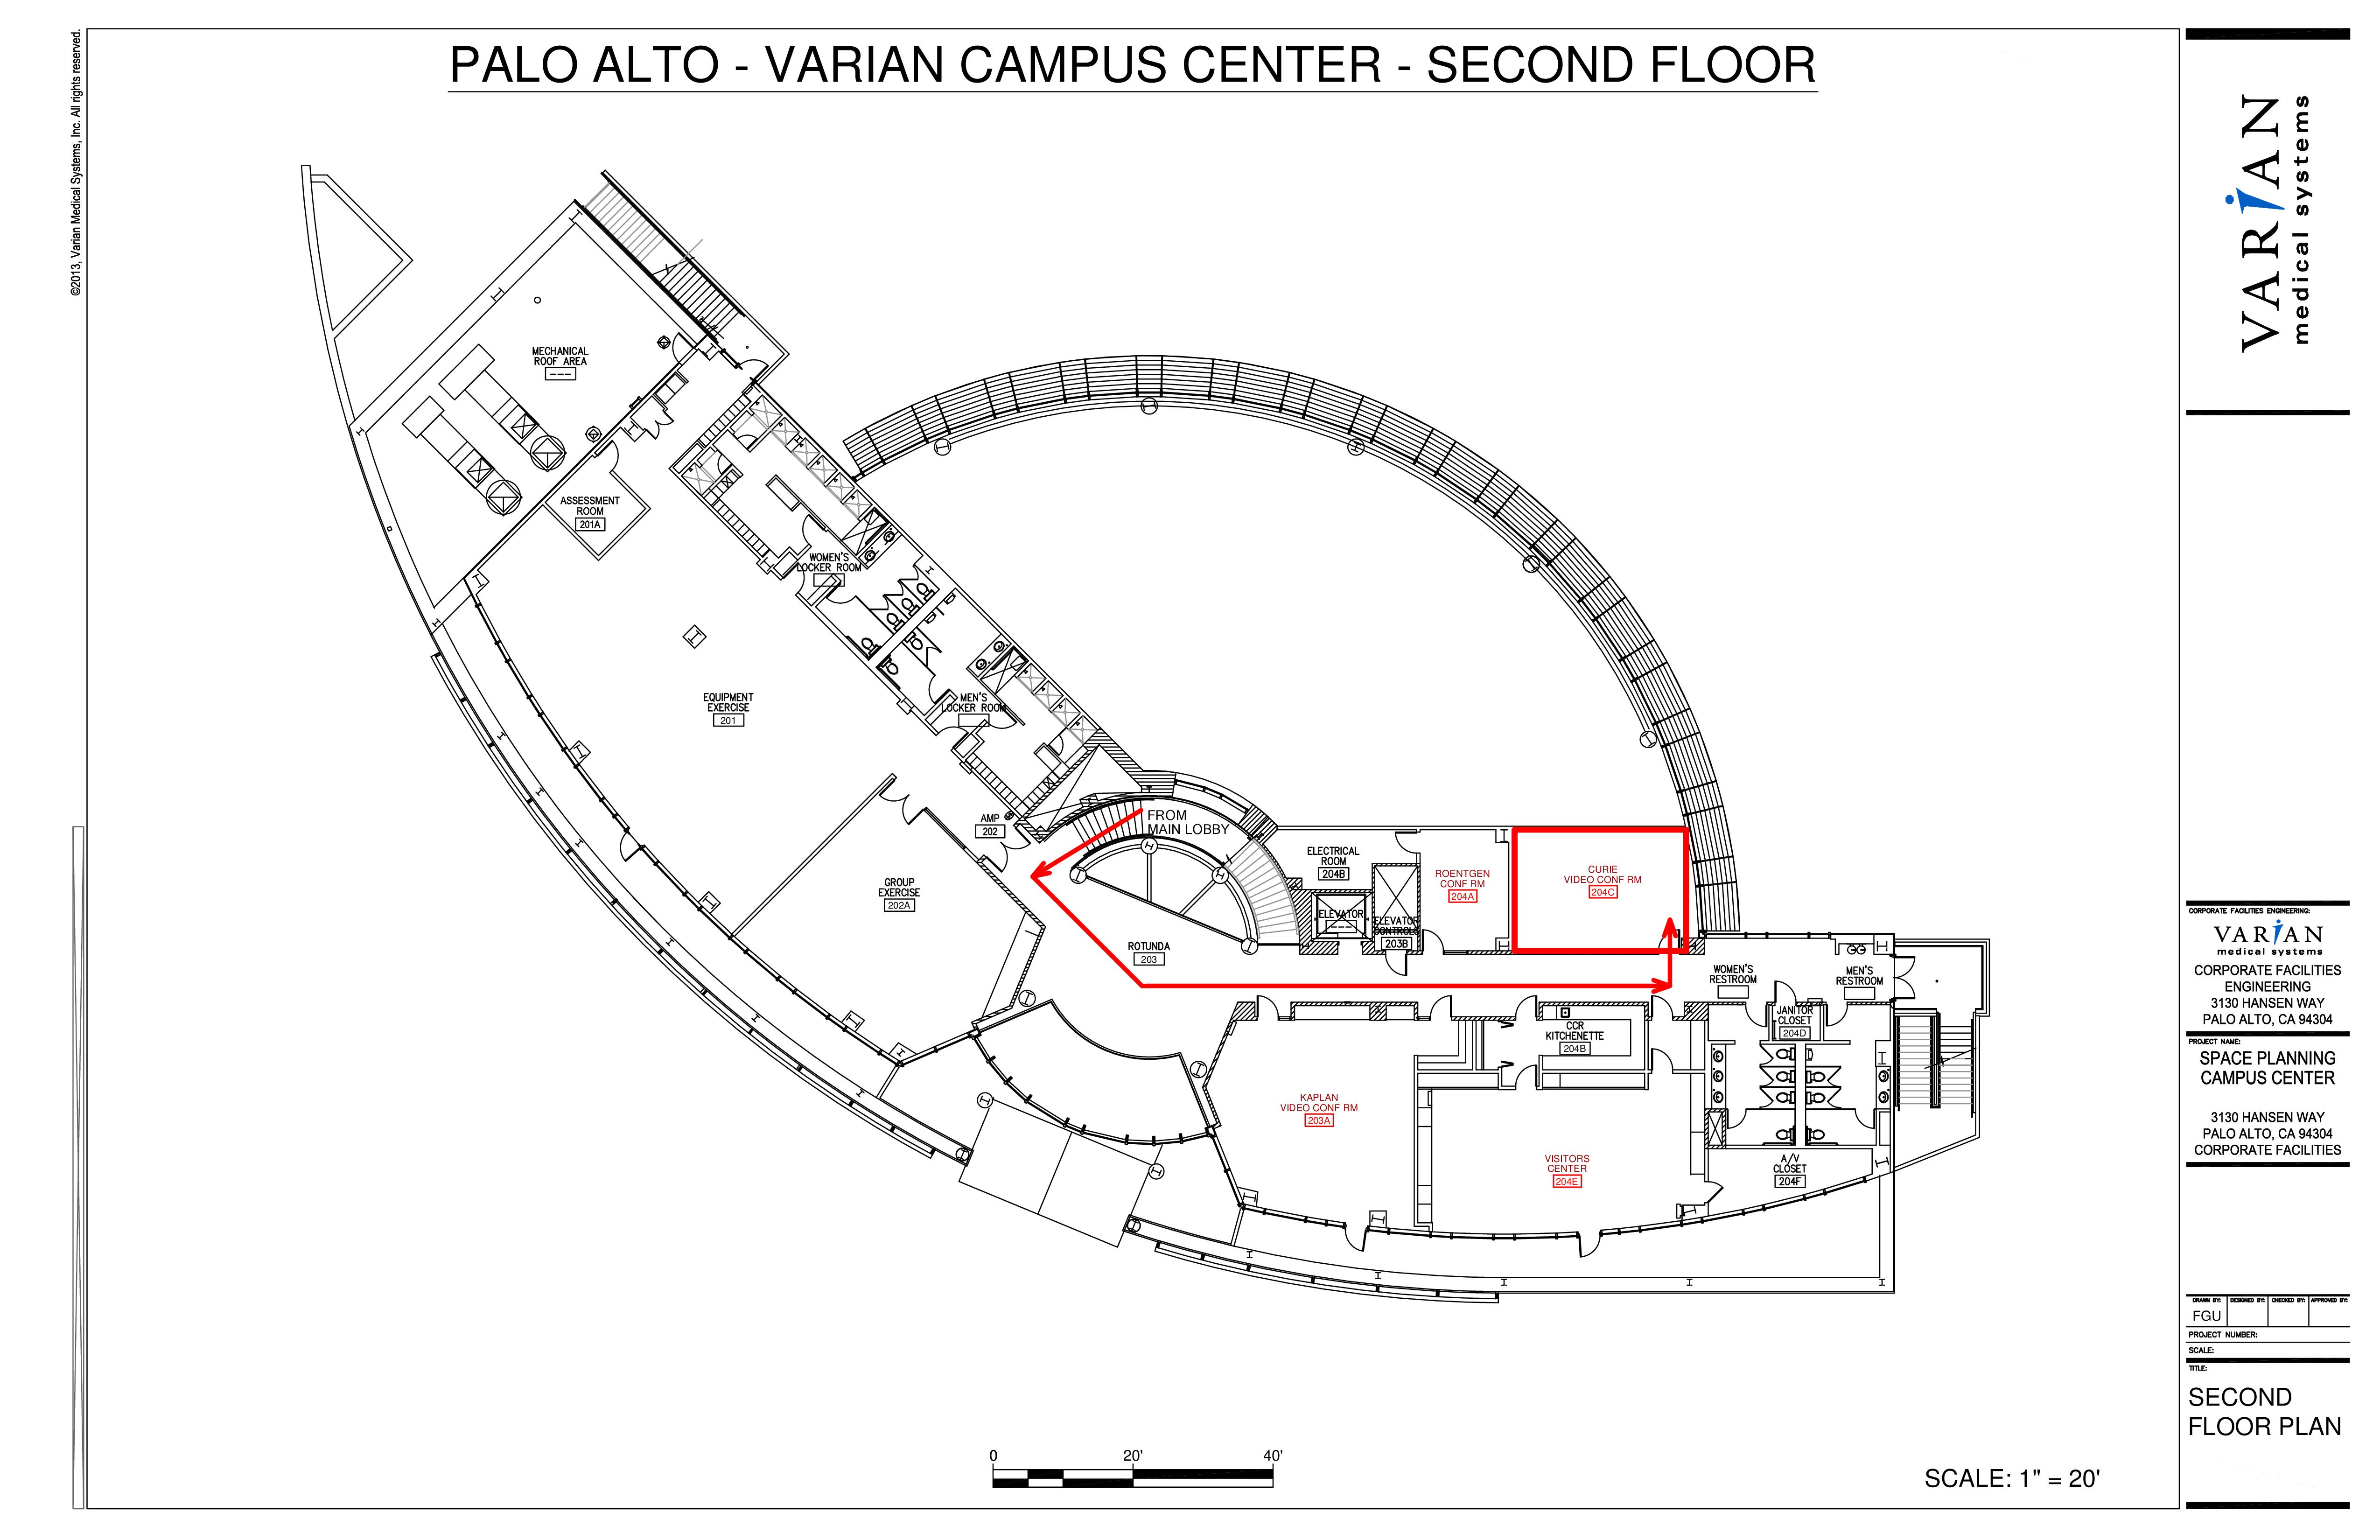 ©2013, Varian Medical Systems, Inc. All rights reserved.
PALO ALTO - VARIAN CAMPUS CENTER - SECOND FLOOR
MECHANICAL
ROOF AREA
---
ASSESSMENT
ROOM
201A
WOMEN'S
LOCKER ROOM
EQUIPMENT
EXERCISE
201
MEN'S
LOCKER ROOM
AMP
202
FROM
MAIN LOBBY
GROUP
EXERCISE
202A
ROTUNDA
203
ELECTRICAL
ROOM
204B
ELEVATOR
---
ELEVATOR
CONTROLS
203B
ROENTGEN
CONF RM
204A
CURIE
VIDEO CONF RM
204C
WOMEN'S
RESTROOM
MEN'S
RESTROOM
JANITOR
CLOSET
204D
CCR
KITCHENETTE
204B
KAPLAN
VIDEO CONF RM
203A
VISITORS
CENTER
204E
A/V
CLOSET
204F
0 20' 40'
SCALE: 1" = 20'
VARIAN
medical systems
CORPORATE FACILITIES ENGINEERING:
VARIAN
medical systems
CORPORATE FACILITIES
ENGINEERING
3130 HANSEN WAY
PALO ALTO, CA 94304
PROJECT NAME:
SPACE PLANNING
CAMPUS CENTER
3130 HANSEN WAY
PALO ALTO, CA 94304
CORPORATE FACILITIES
DRAWN BY: DESIGNED BY: CHECKED BY: APPROVED BY:
FGU
PROJECT NUMBER:
SCALE:
TITLE:
SECOND
FLOOR PLAN